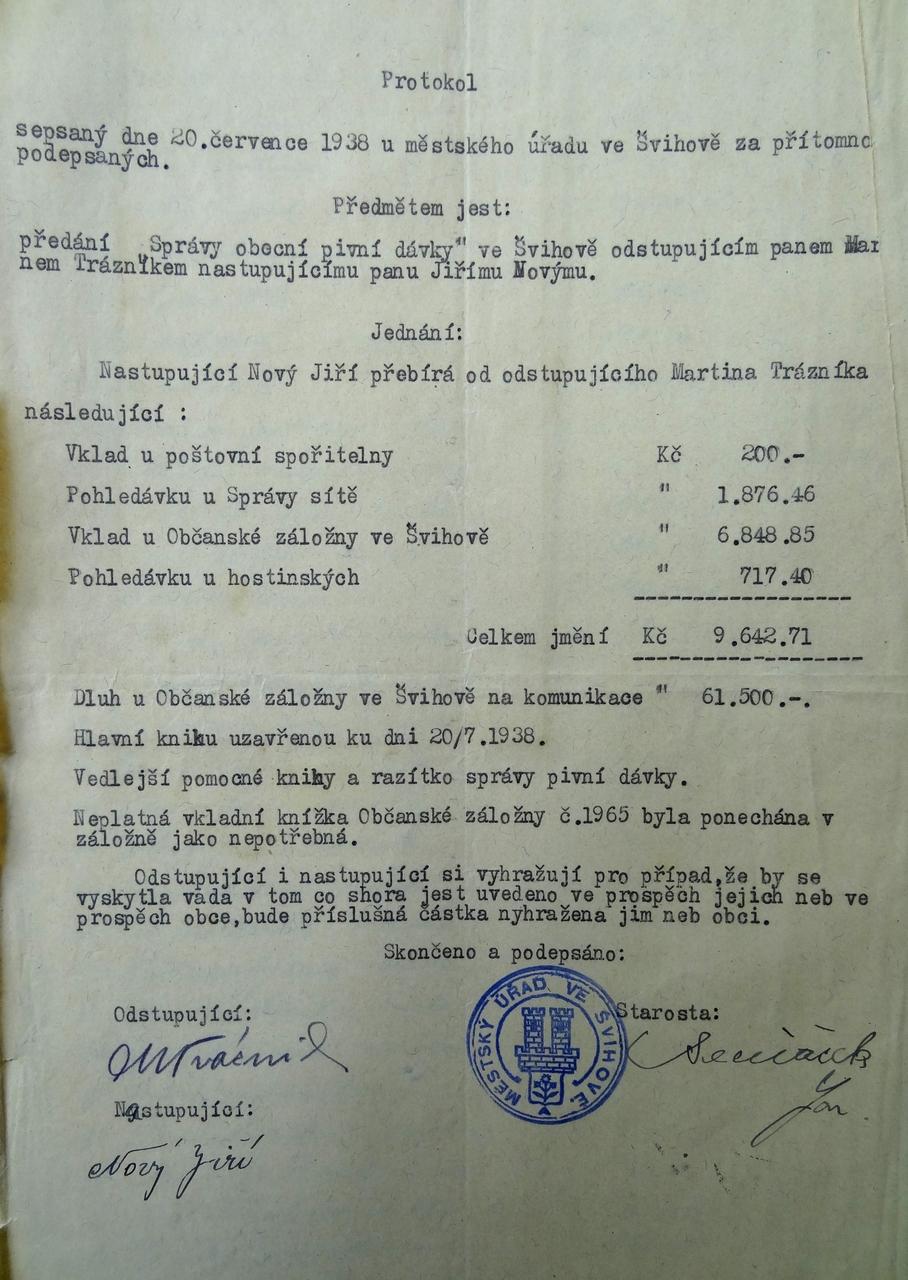 Protokol
sepsaný dne 20.července 1938 u městského úřadu ve Švihově za přítomno
podepsaných.
Předmětem jest:
předání „Správy obecní pivní dávky" ve Švihově odstupujícím panem Mar
nem Trázníkem nastupujícímu panu Jiřímu Novýmu.
Jednání:
Nastupující Nový Jiří přebírá od odstupujícího Martina Trázníka
následující :
Vklad u poštovní spořitelny Kč 200.-
Pohledávku u Správy sítě " 1.876.46
Vklad u Občanské záložny ve Švihově " 6.848.85
Pohledávku u hostinských " 717.40
Celkem jmění Kč 9.642.71
Dluh u Občanské záložny ve Švihově na komunikace " 61.500.-.
Hlavní knihu uzavřenou ku dni 20/7.1938.
Vedlejší pomocné knihy a razítko správy pivní dávky.
Neplatná vkladní knížka Občanské záložny č.1965 byla ponechána v
záložně jako nepotřebná.
Odstupující i nastupující si vyhražují pro případ,že by se
vyskytla vada v tom co shora jest uvedeno ve prospěch jejich neb ve
prospěch obce,bude příslušná částka nyhražena jim neb obci.
Skončeno a podepsáno:
Odstupující:
Starosta:
MĚSTSKÝ ÚŘAD VE ŠVIHOVĚ.
Nastupující:
Nový Jiří